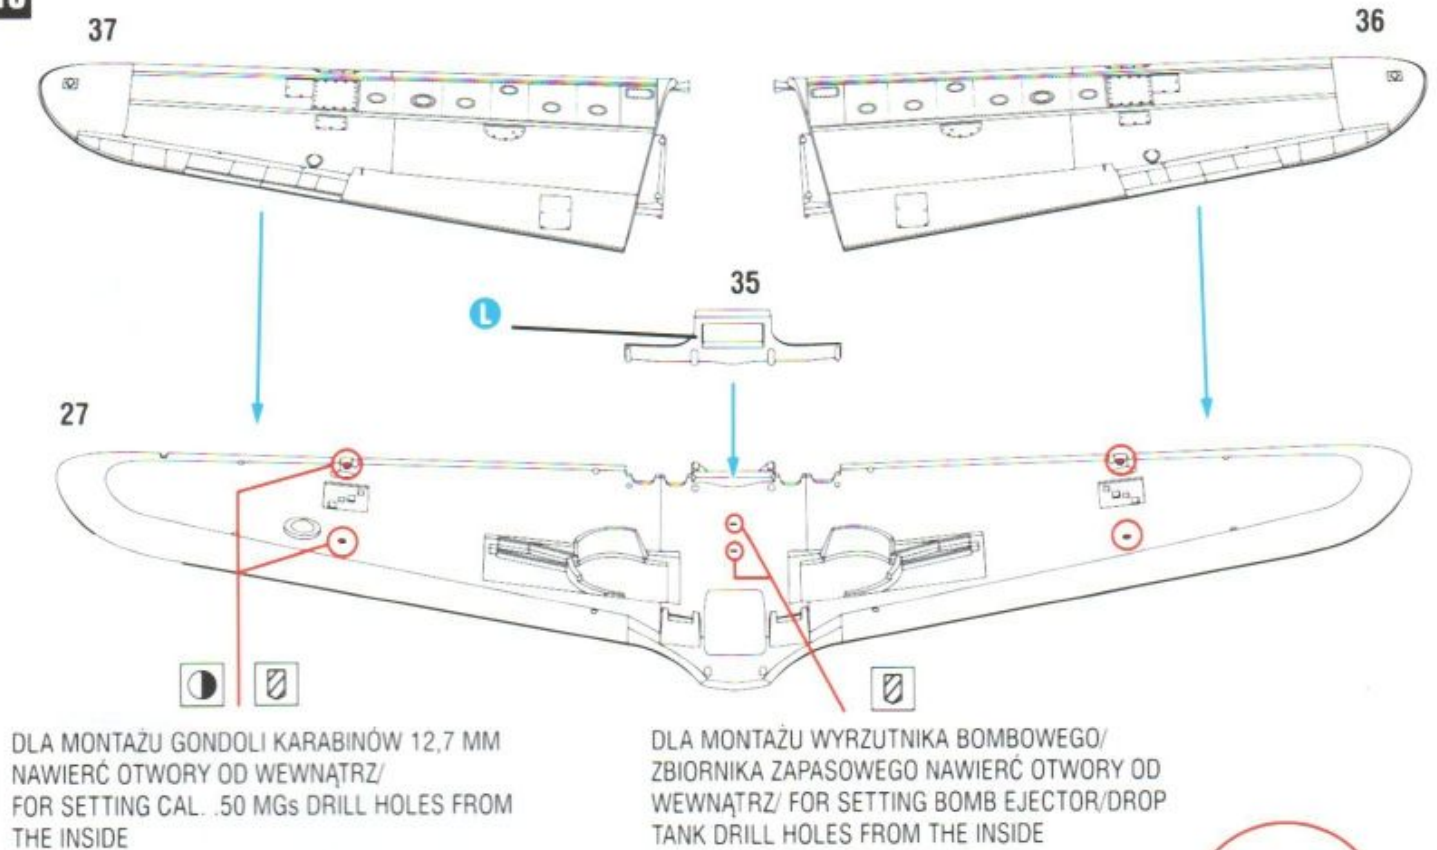 37
36
35
L
27
DLA MONTAŻU GONDOLI KARABINÓW 12,7 MM
NAWIERĆ OTWORY OD WEWNĄTRZ/
FOR SETTING CAL. .50 MGs DRILL HOLES FROM
THE INSIDE
DLA MONTAŻU WYRZUTNIKA BOMBOWEGO/
ZBIORNIKA ZAPASOWEGO NAWIERĆ OTWORY OD
WEWNĄTRZ/ FOR SETTING BOMB EJECTOR/DROP
TANK DRILL HOLES FROM THE INSIDE